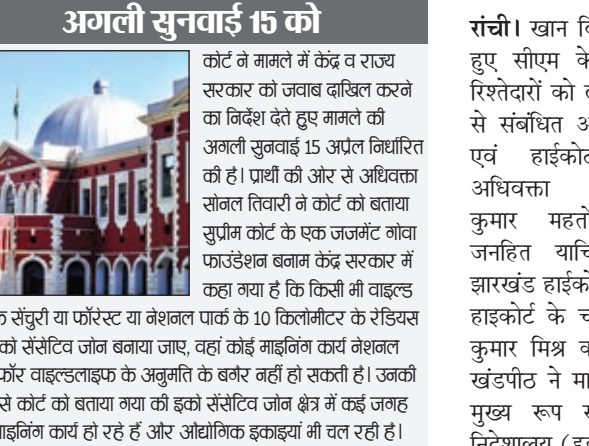 अगली सुनवाई 15 को
कोर्ट ने मामले में केंद्र व राज्य
सरकार को जवाब दाखिल करने
का निर्देश देते हुए मामले की
अगली सुनवाई 15 अप्रैल निर्धारित
की है। प्रार्थी की ओर से अधिवक्ता
सोनल तिवारी ने कोर्ट को बताया
सुप्रीम कोर्ट के एक जजमेंट गोवा
फाउंडेशन बनाम केंद्र सरकार में
कहा गया है कि किसी भी वाइल्ड
सेंचुरी या फॉरेस्ट या नेशनल पार्क के 10 किलोमीटर के रेडियस
को सेंसेटिव जोन बनाया जाए, वहां कोई माइनिंग कार्य नेशनल
फॉर वाइल्डलाइफ के अनुमति के बगैर नहीं हो सकती है। उनकी
से कोर्ट को बताया गया की इको सेंसेटिव जोन क्षेत्र में कई जगह
माइनिंग कार्य हो रहे हैं और औद्योगिक इकाइयां भी चल रही है।
रांची। खान
हुए सीएम के
रिश्तेदारों को
से संबंधित
एवं हाईकोर्ट
अधिवक्ता
कुमार महतो
जनहित
झारखंड
हाइकोर्ट के
कुमार मिश्र
खंडपीठ ने
मुख्य रूप